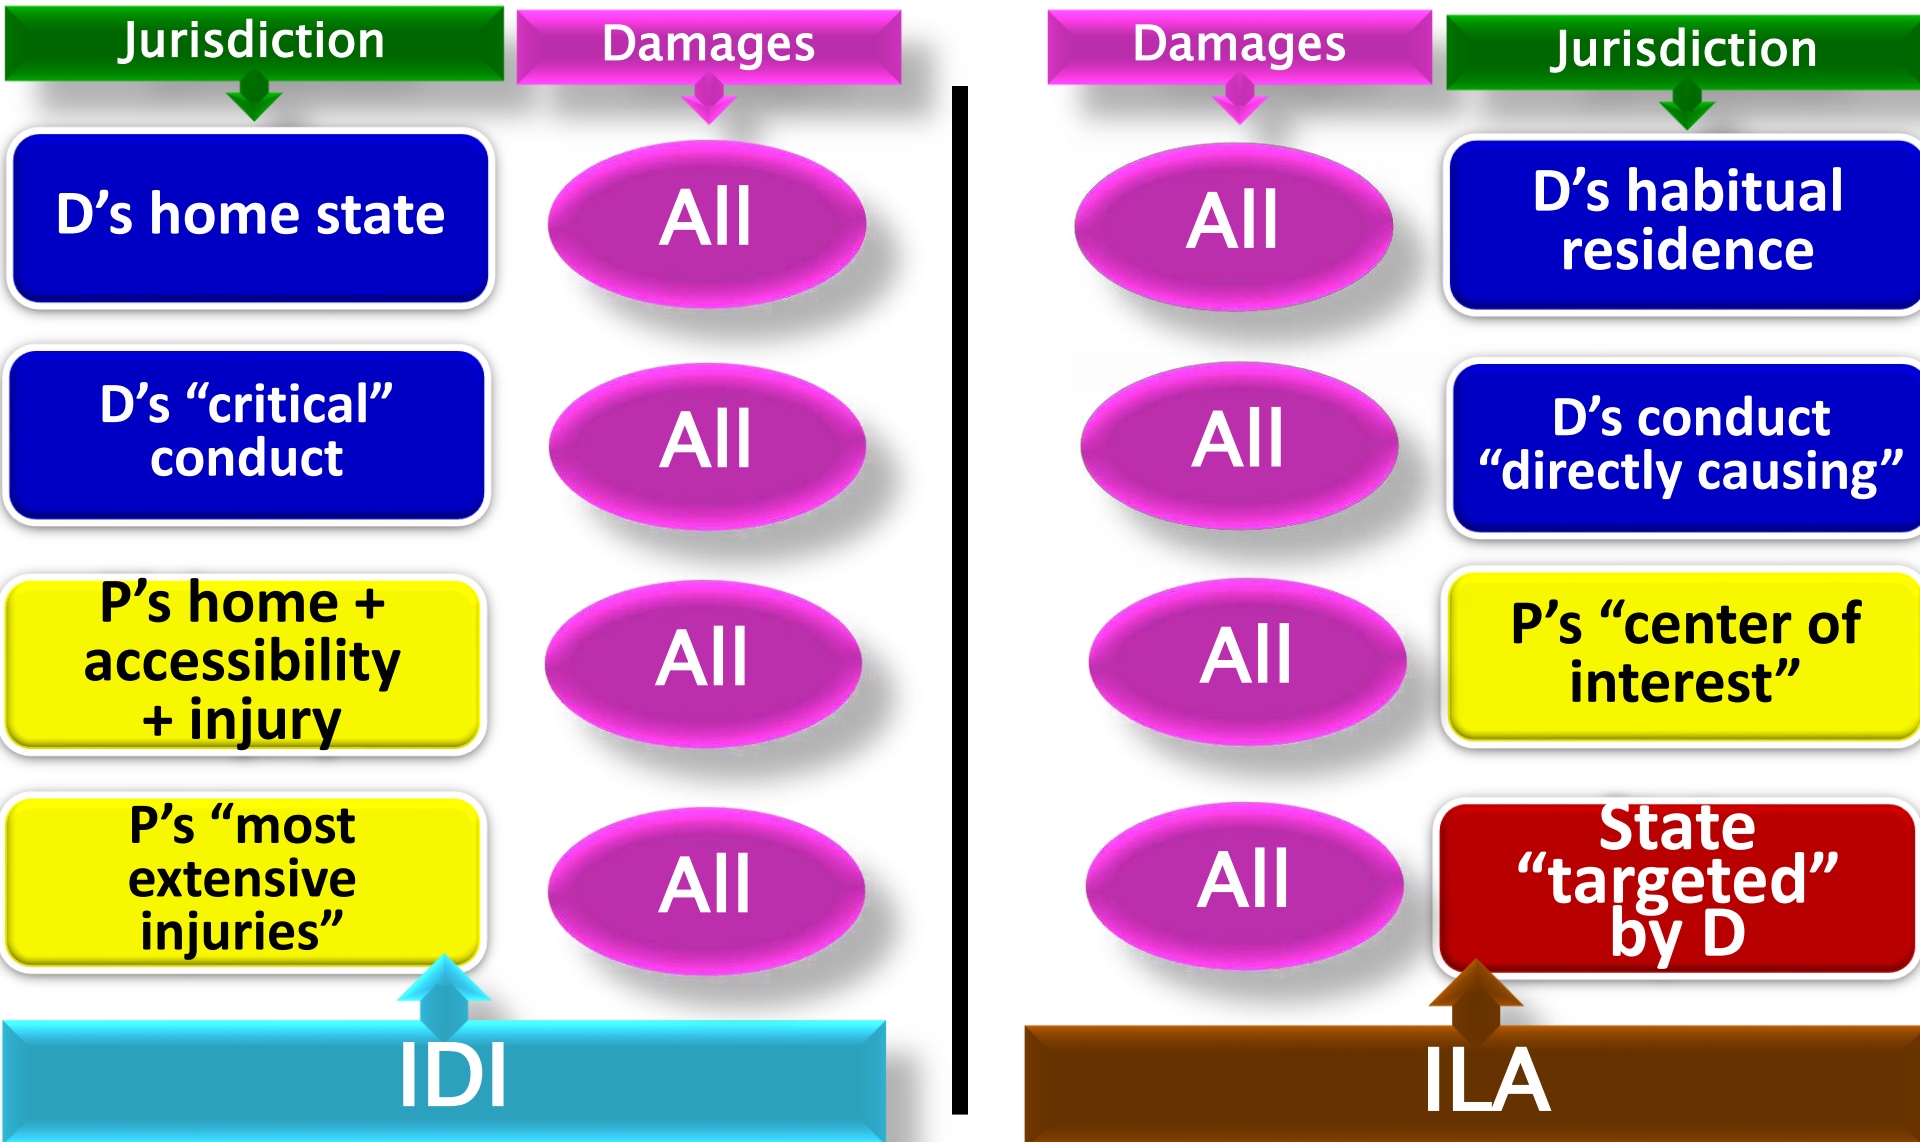 Jurisdiction
Damages
Damages
Jurisdiction
D’s home state
All
All
D’s habitual
residence
D’s “critical”
conduct
All
All
D’s conduct
“directly causing”
P’s home +
accessibility
+ injury
All
All
P’s “center of
interest”
P’s “most
extensive
injuries”
All
All
State
“targeted”
by D
IDI
ILA